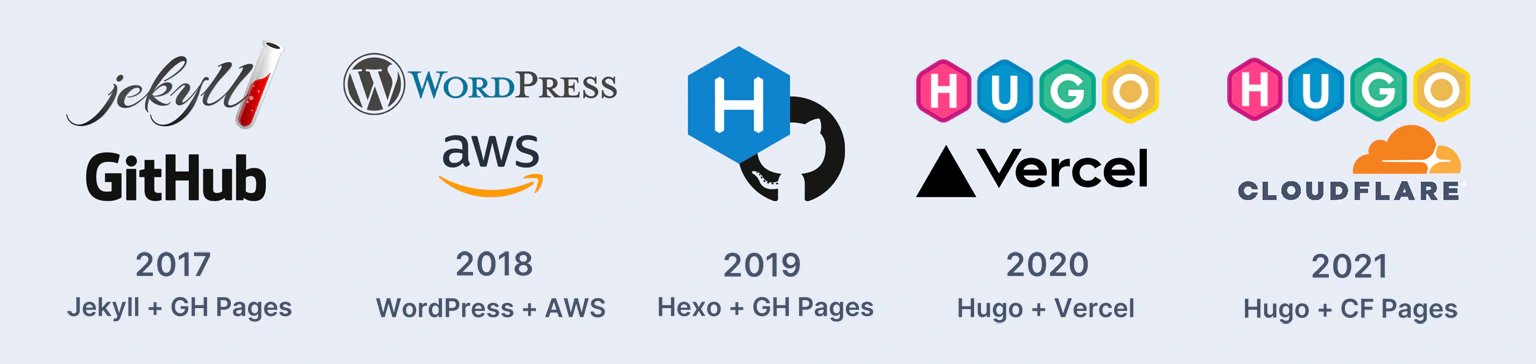 jekyll
GitHub
2017
Jekyll + GH Pages
W WORDPRESS
aws
2018
WordPress + AWS
H
2019
Hexo + GH Pages
HUGO
Vercel
2020
Hugo + Vercel
HUGO
CLOUDFLARE
2021
Hugo + CF Pages